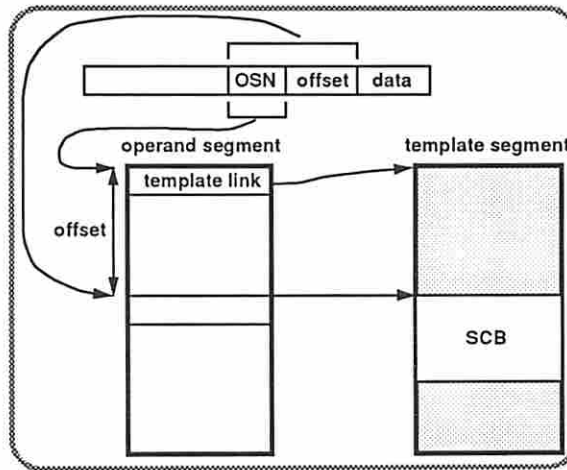 OSN offset data
operand segment template segment
template link
offset
SCB